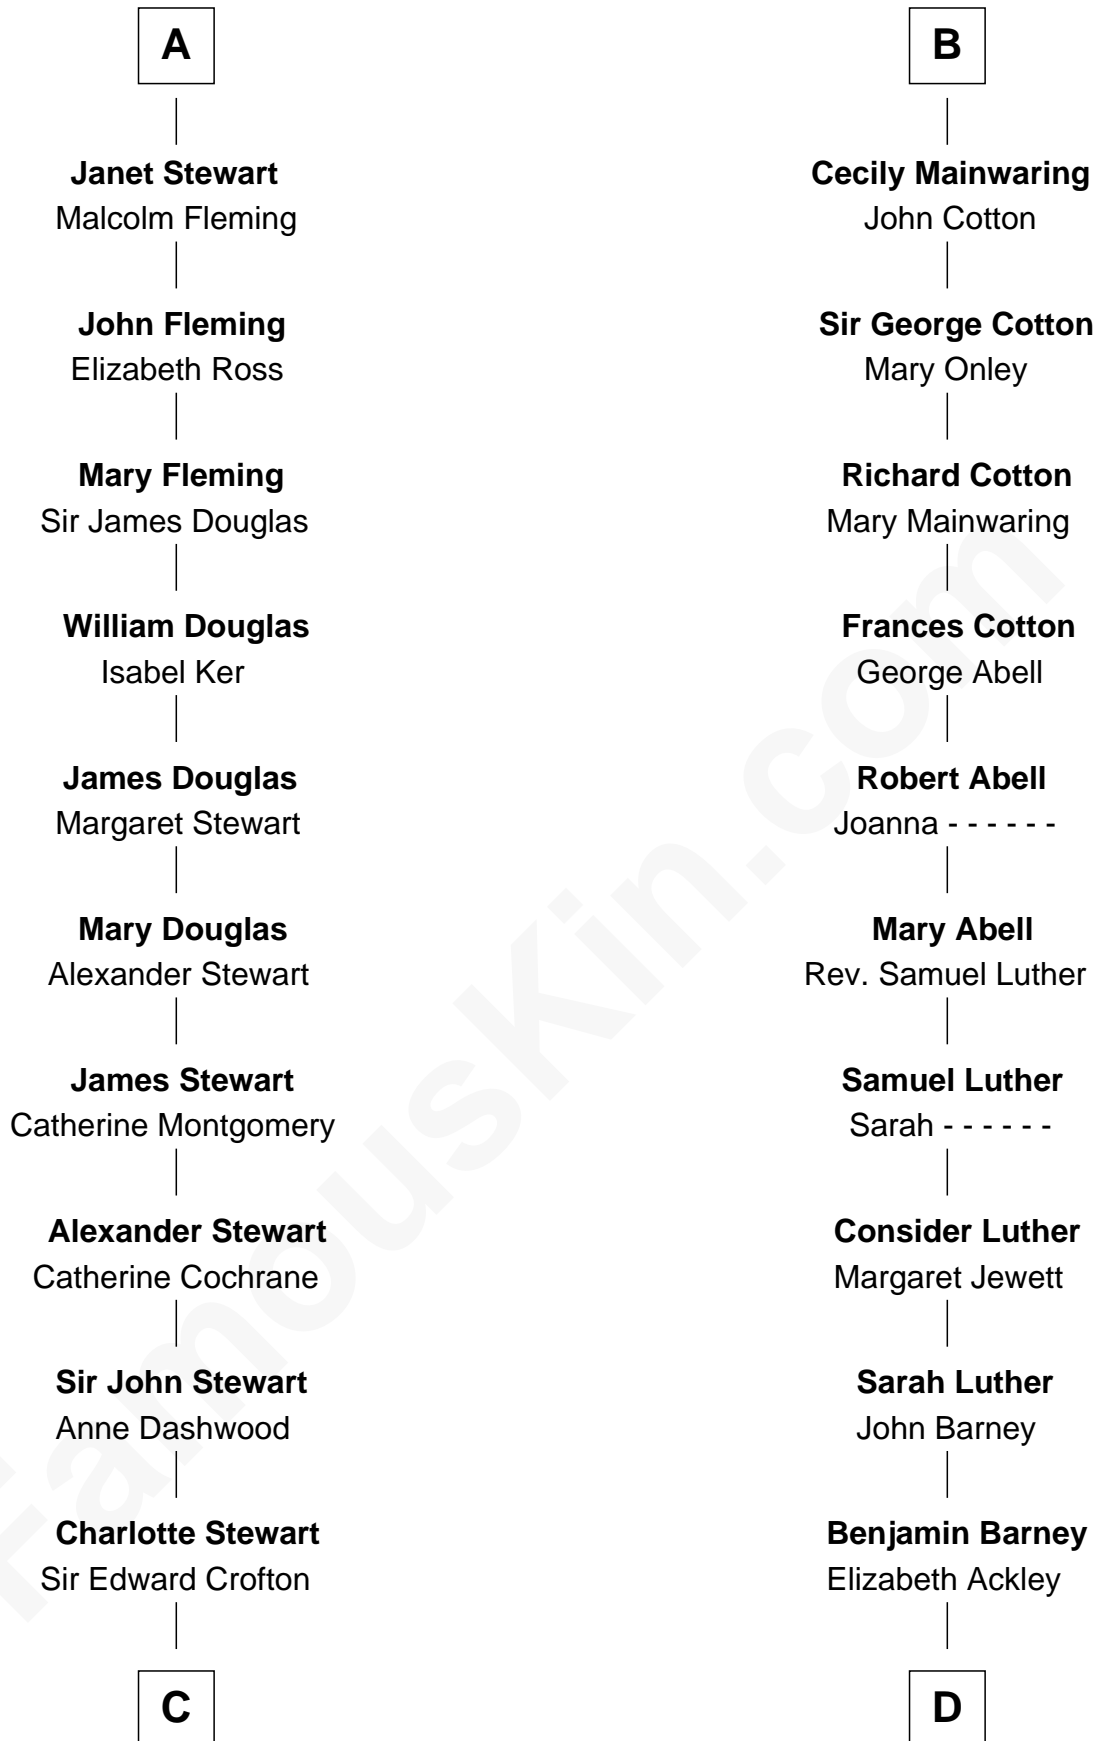 A
Janet Stewart
Malcolm Fleming
John Fleming
Elizabeth Ross
Mary Fleming
Sir James Douglas
William Douglas
Isabel Ker
James Douglas
Margaret Stewart
Mary Douglas
Alexander Stewart
James Stewart
Catherine Montgomery
Alexander Stewart
Catherine Cochrane
Sir John Stewart
Anne Dashwood
Charlotte Stewart
Sir Edward Crofton
C
B
Cecily Mainwaring
John Cotton
Sir George Cotton
Mary Onley
Richard Cotton
Mary Mainwaring
Frances Cotton
George Abell
Robert Abell
Joanna - - - - - -
Mary Abell
Rev. Samuel Luther
Samuel Luther
Sarah - - - - - -
Consider Luther
Margaret Jewett
Sarah Luther
John Barney
Benjamin Barney
Elizabeth Ackley
D
FamousKin.com